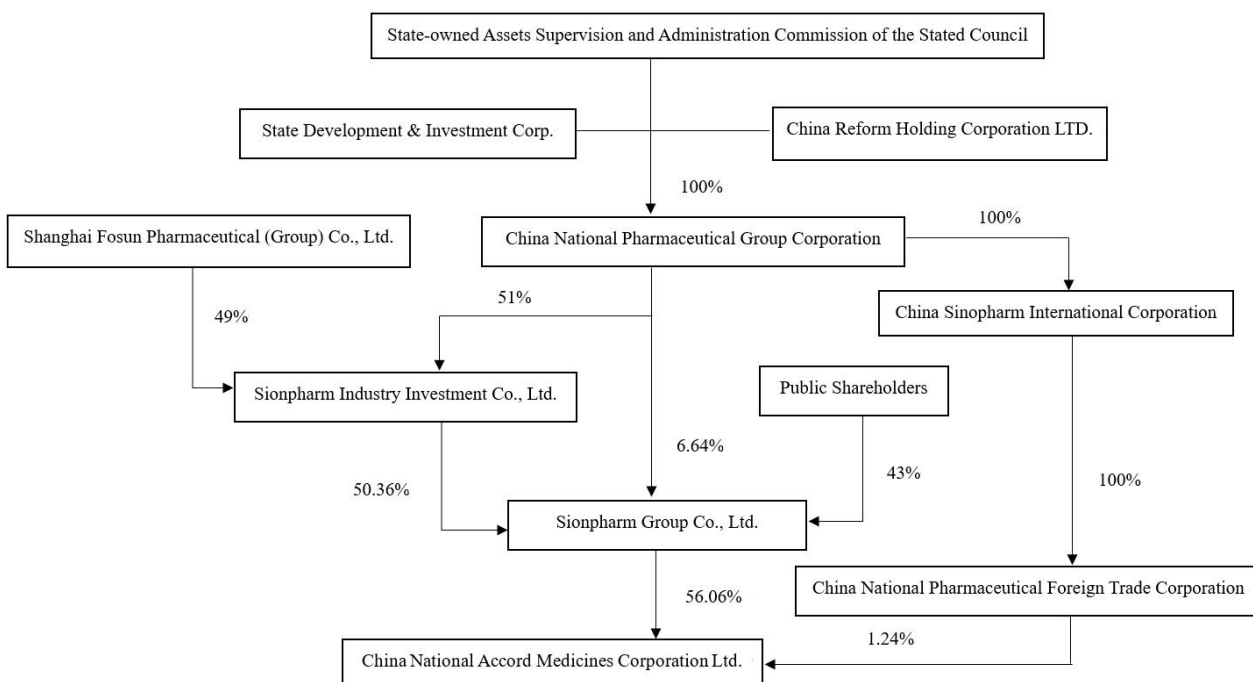 State-owned Assets Supervision and Administration Commission of the Stated Council
State Development & Investment Corp.
China Reform Holding Corporation LTD.
100%
Shanghai Fosun Pharmaceutical (Group) Co., Ltd.
China National Pharmaceutical Group Corporation
100%
51%
49%
China Sinopharm International Corporation
Sionpharm Industry Investment Co., Ltd.
Public Shareholders
6.64%
43%
50.36%
100%
Sionpharm Group Co., Ltd.
China National Pharmaceutical Foreign Trade Corporation
56.06%
1.24%
China National Accord Medicines Corporation Ltd.